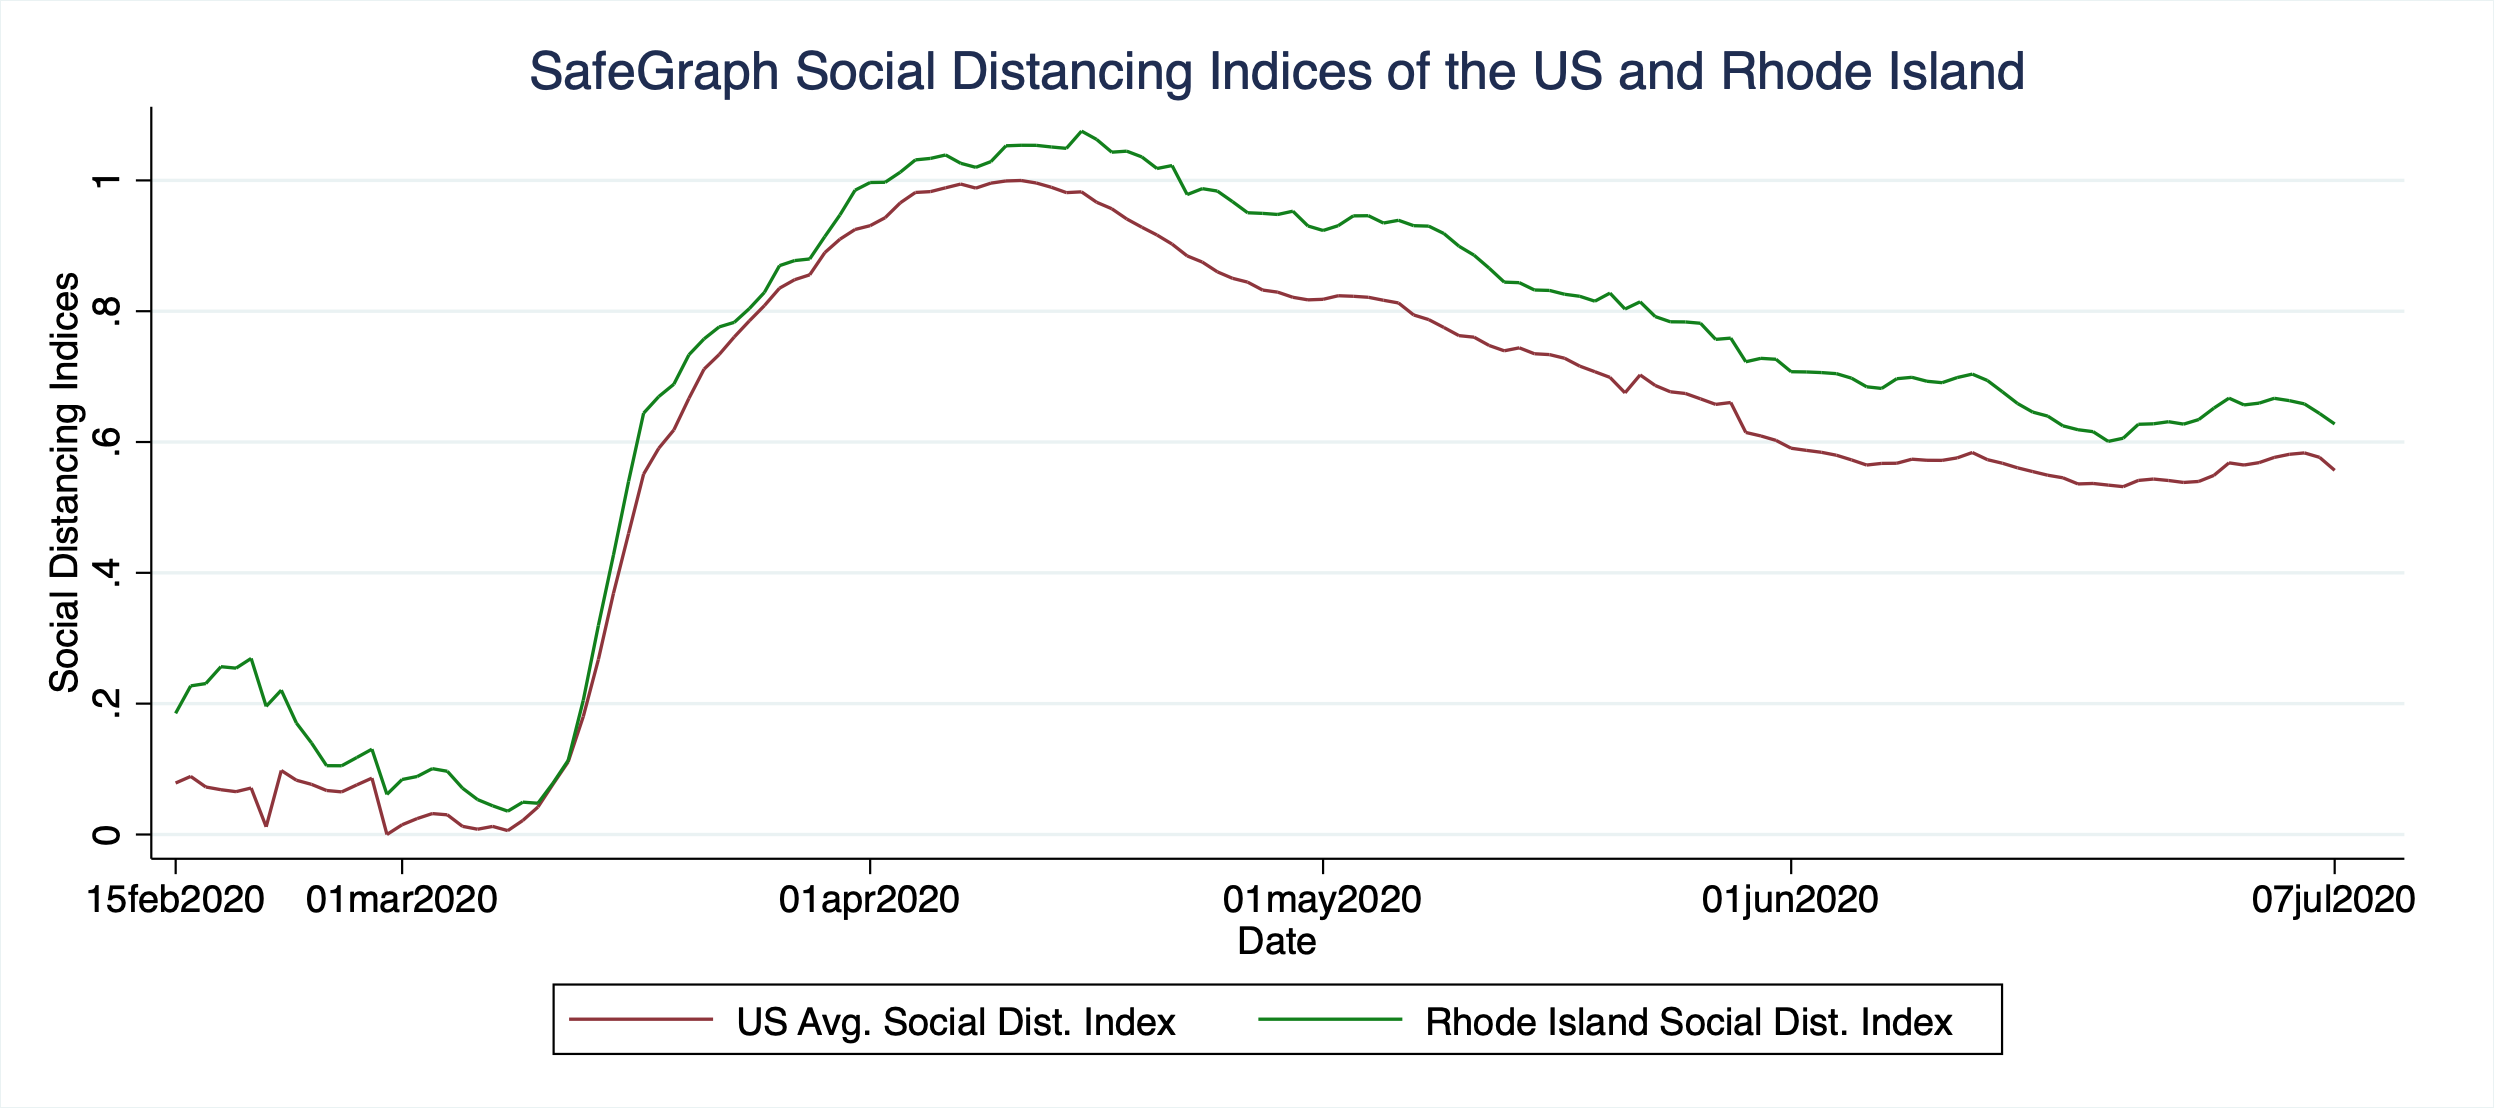 SafeGraph Social Distancing Indices of the US and Rhode Island
Social Distancing Indices
1
.8
.6
.4
.2
0
15feb2020 01mar2020 01apr2020 01may2020 01jun2020 07jul2020
Date
US Avg. Social Dist. Index Rhode Island Social Dist. Index